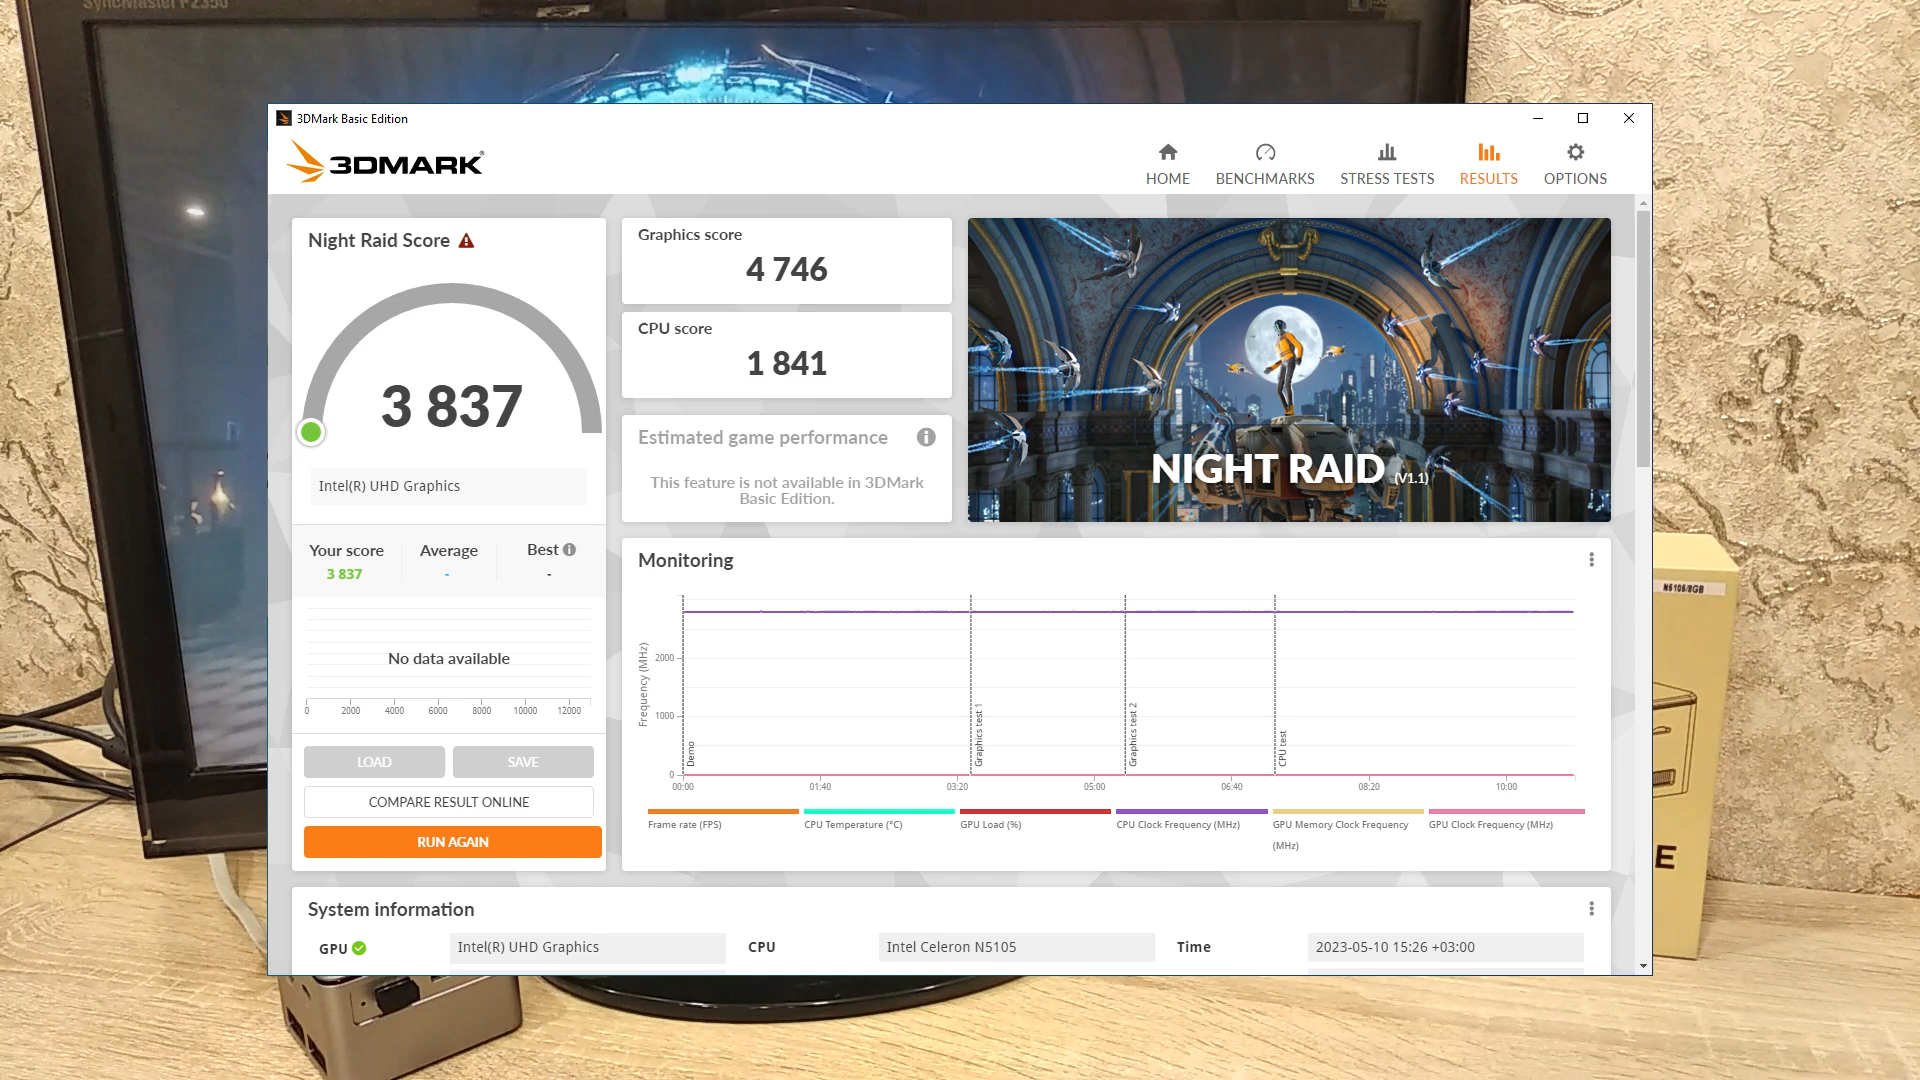 SyncMaster P2350
3DMark Basic Edition
3DMARK
HOME
BENCHMARKS
STRESS TESTS
RESULTS
OPTIONS
Night Raid Score
3 837
Intel(R) UHD Graphics
Your score
Average
Best
3 837
-
-
No data available
0
2000
4000
6000
8000
10000
12000
LOAD
SAVE
COMPARE RESULT ONLINE
RUN AGAIN
Graphics score
4 746
CPU score
1 841
Estimated game performance
This feature is not available in 3DMark
Basic Edition.
NIGHT RAID (V1.1)
Monitoring
Frequency (MHz)
2000
1000
0
Demo
Graphics test 1
Graphics test 2
CPU test
00:00
01:40
03:20
05:00
06:40
08:20
10:00
Frame rate (FPS)
CPU Temperature (°C)
GPU Load (%)
CPU Clock Frequency (MHz)
GPU Memory Clock Frequency
(MHz)
GPU Clock Frequency (MHz)
System information
GPU
Intel(R) UHD Graphics
CPU
Intel Celeron N5105
Time
2023-05-10 15:26 +03:00
N5105/8GB
E